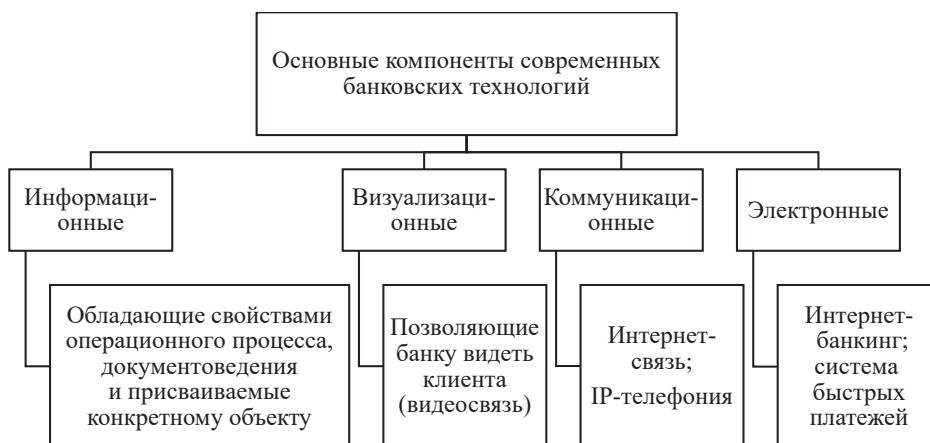 Основные компоненты современных
банковских технологий
Информаци-
онные
Визуализаци-
онные
Коммуникаци-
онные
Электронные
Обладающие свойствами
операционного процесса,
документоведения
и присваиваемые
конкретному объекту
Позволяющие
банку видеть
клиента
(видеосвязь)
Интернет-
связь;
IP-телефония
Интернет-
банкинг;
система
быстрых
платежей